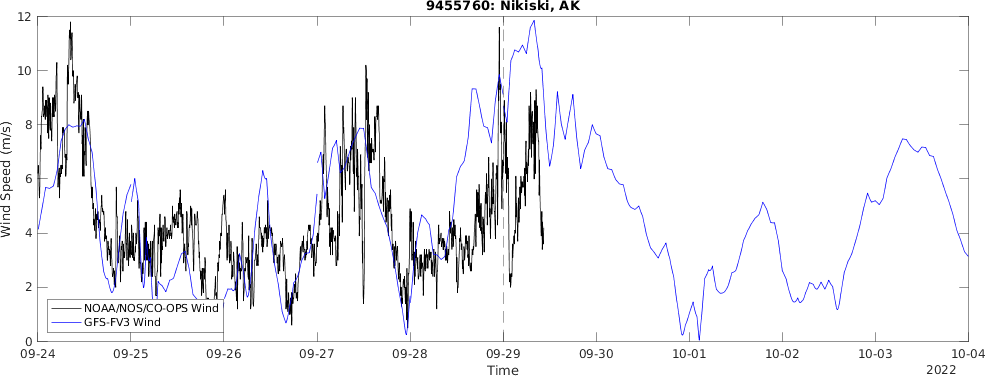 9455760: Nikiski, AK
12
10
8
6
4
2
0
Wind Speed (m/s)
NOAA/NOS/CO-OPS Wind
GFS-FV3 Wind
09-24 09-25 09-26 09-27 09-28 09-29 09-30 10-01 10-02 10-03 10-04
Time
2022